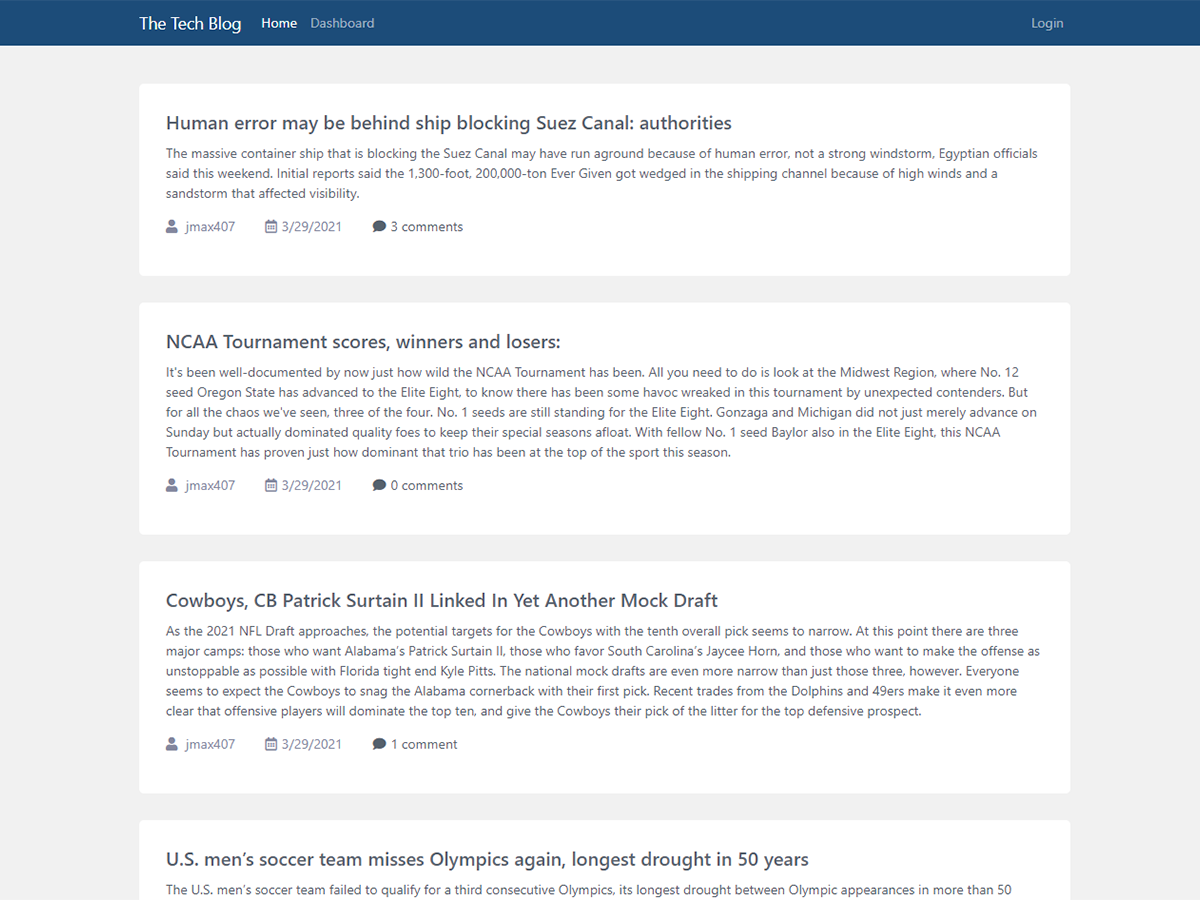 The Tech Blog Home Dashboard Login
Human error may be behind ship blocking Suez Canal: authorities
The massive container ship that is blocking the Suez Canal may have run aground because of human error, not a strong windstorm, Egyptian officials
said this weekend. Initial reports said the 1,300-foot, 200,000-ton Ever Given got wedged in the shipping channel because of high winds and a
sandstorm that affected visibility.
jmax407 3/29/2021 3 comments
NCAA Tournament scores, winners and losers:
It's been well-documented by now just how wild the NCAA Tournament has been. All you need to do is look at the Midwest Region, where No. 12
seed Oregon State has advanced to the Elite Eight, to know there has been some havoc wreaked in this tournament by unexpected contenders. But
for all the chaos we've seen, three of the four. No. 1 seeds are still standing for the Elite Eight. Gonzaga and Michigan did not just merely advance on
Sunday but actually dominated quality foes to keep their special seasons afloat. With fellow No. 1 seed Baylor also in the Elite Eight, this NCAA
Tournament has proven just how dominant that trio has been at the top of the sport this season.
jmax407 3/29/2021 0 comments
Cowboys, CB Patrick Surtain II Linked In Yet Another Mock Draft
As the 2021 NFL Draft approaches, the potential targets for the Cowboys with the tenth overall pick seems to narrow. At this point there are three
major camps: those who want Alabama’s Patrick Surtain II, those who favor South Carolina’s Jaycee Horn, and those who want to make the offense as
unstoppable as possible with Florida tight end Kyle Pitts. The national mock drafts are even more narrow than just those three, however. Everyone
seems to expect the Cowboys to snag the Alabama cornerback with their first pick. Recent trades from the Dolphins and 49ers make it even more
clear that offensive players will dominate the top ten, and give the Cowboys their pick of the litter for the top defensive prospect.
jmax407 3/29/2021 1 comment
U.S. men’s soccer team misses Olympics again, longest drought in 50 years
The U.S. men’s soccer team failed to qualify for a third consecutive Olympics, its longest drought between Olympic appearances in more than 50